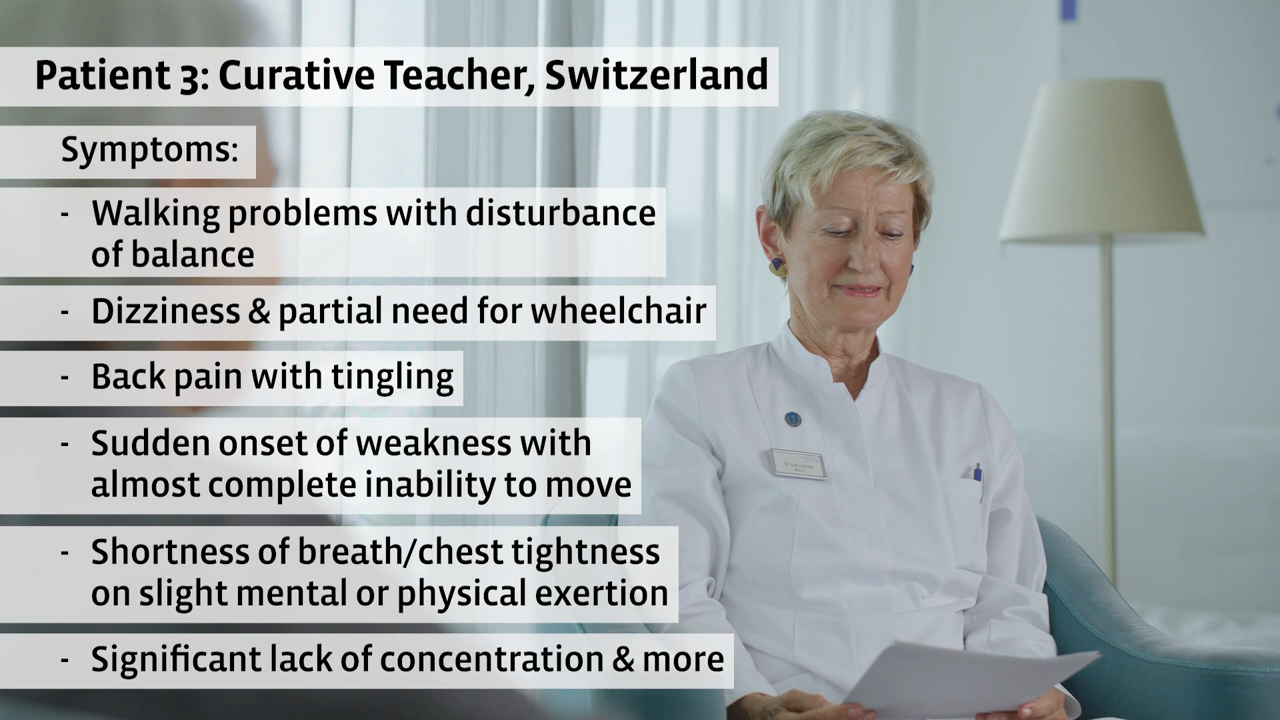 Patient 3: Curative Teacher, Switzerland
Symptoms:
- Walking problems with disturbance
of balance
- Dizziness & partial need for wheelchair
- Back pain with tingling
- Sudden onset of weakness with
almost complete inability to move
- Shortness of breath/chest tightness
on slight mental or physical exertion
- Significant lack of concentration & more